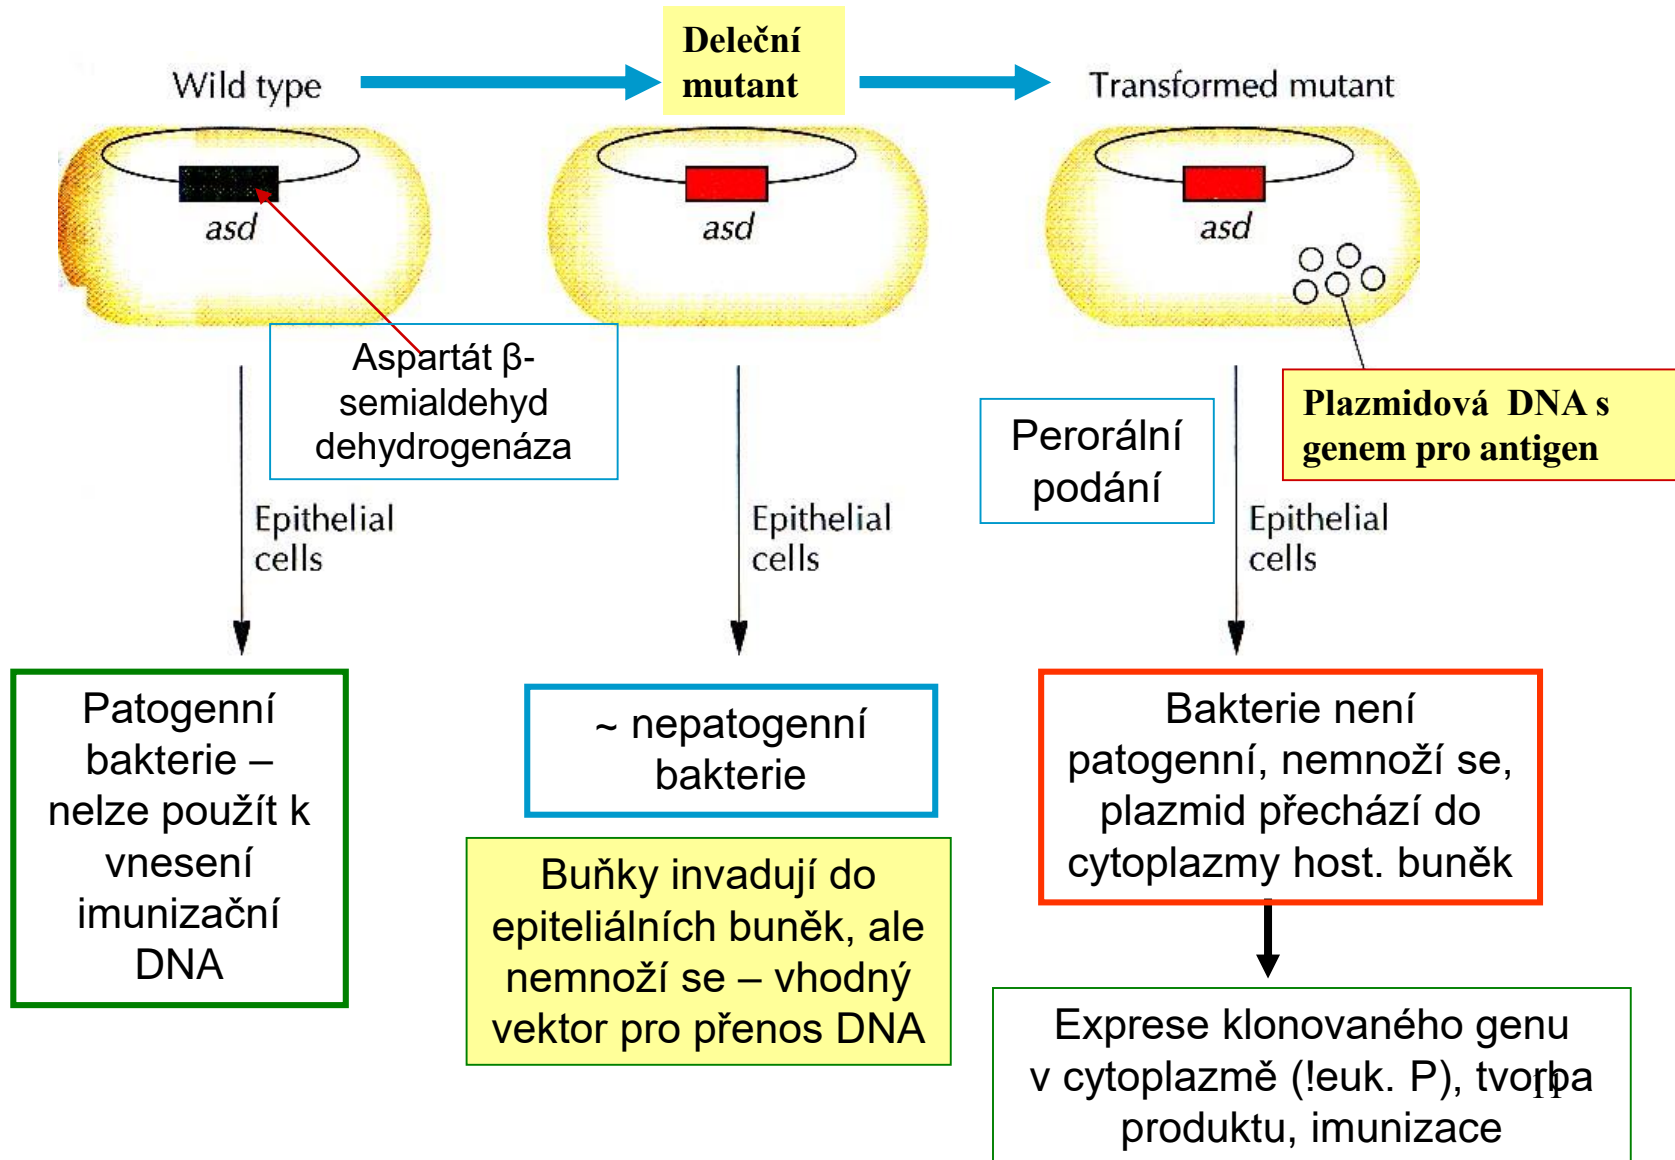 Wild type
Deleční
mutant
Transformed mutant
asd
asd
asd
Aspartát β-
semialdehyd
dehydrogenáza
Perorální
podání
Plazmidová DNA s
genem pro antigen
Epithelial
cells
Epithelial
cells
Epithelial
cells
Patogenní
bakterie –
nelze použít k
vnesení
imunizační
DNA
~ nepatogenní
bakterie
Buňky invadují do
epiteliálních buněk, ale
nemnoží se – vhodný
vektor pro přenos DNA
Bakterie není
patogenní, nemnoží se,
plazmid přechází do
cytoplazmy host. buněk
Exprese klonovaného genu
v cytoplazmě (!euk. P), tvorba
produktu, imunizace